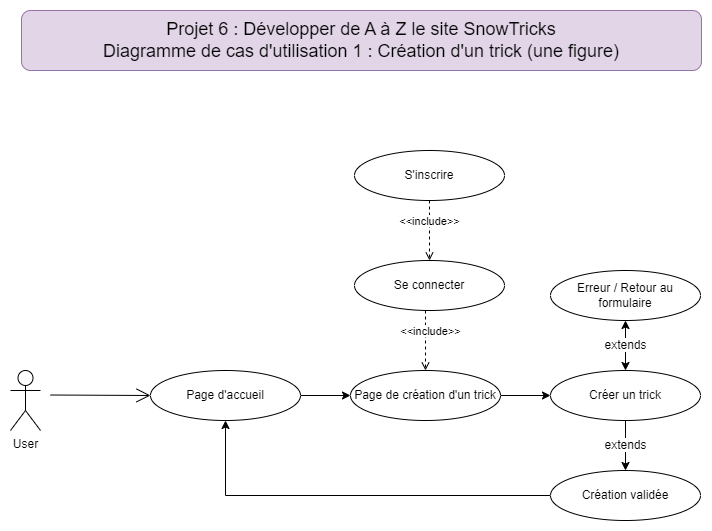 Projet 6 : Développer de A à Z le site SnowTricks
Diagramme de cas d'utilisation 1 : Création d'un trick (une figure)
S'inscrire
<<include>>
Se connecter
<<include>>
Erreur / Retour au
formulaire
extends
Page d'accueil
Page de création d'un trick
Créer un trick
User
extends
Création validée